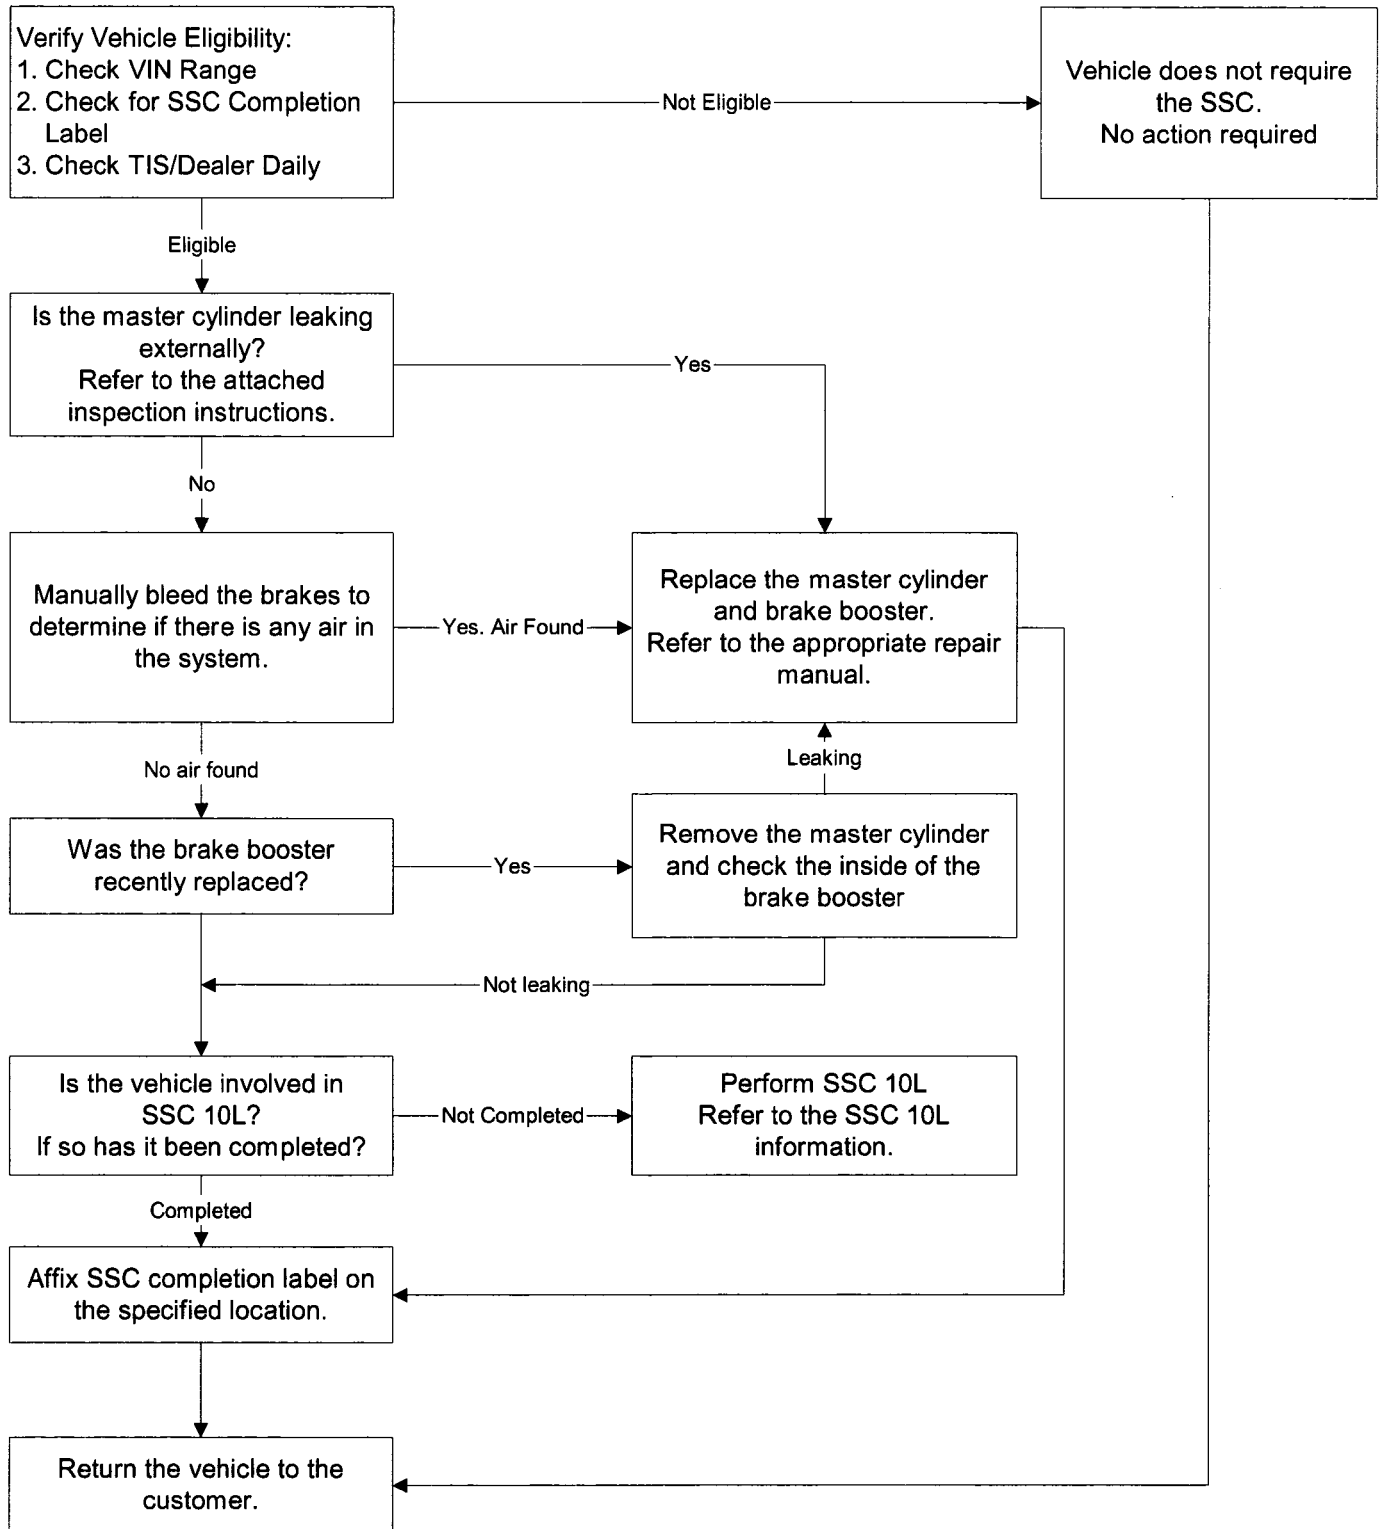 Verify Vehicle Eligibility:
1. Check VIN Range
2. Check for SSC Completion
Label
3. Check TIS/Dealer Daily
Not Eligible
Vehicle does not require
the SSC.
No action required
Eligible
Is the master cylinder leaking
externally?
Refer to the attached
inspection instructions.
Yes
No
Manually bleed the brakes to
determine if there is any air in
the system.
Yes. Air Found
Replace the master cylinder
and brake booster.
Refer to the appropriate repair
manual.
No air found
Leaking
Was the brake booster
recently replaced?
Yes
Remove the master cylinder
and check the inside of the
brake booster
Not leaking
Is the vehicle involved in
SSC 10L?
If so has it been completed?
Not Completed
Perform SSC 10L
Refer to the SSC 10L
information.
Completed
Affix SSC completion label on
the specified location.
Return the vehicle to the
customer.